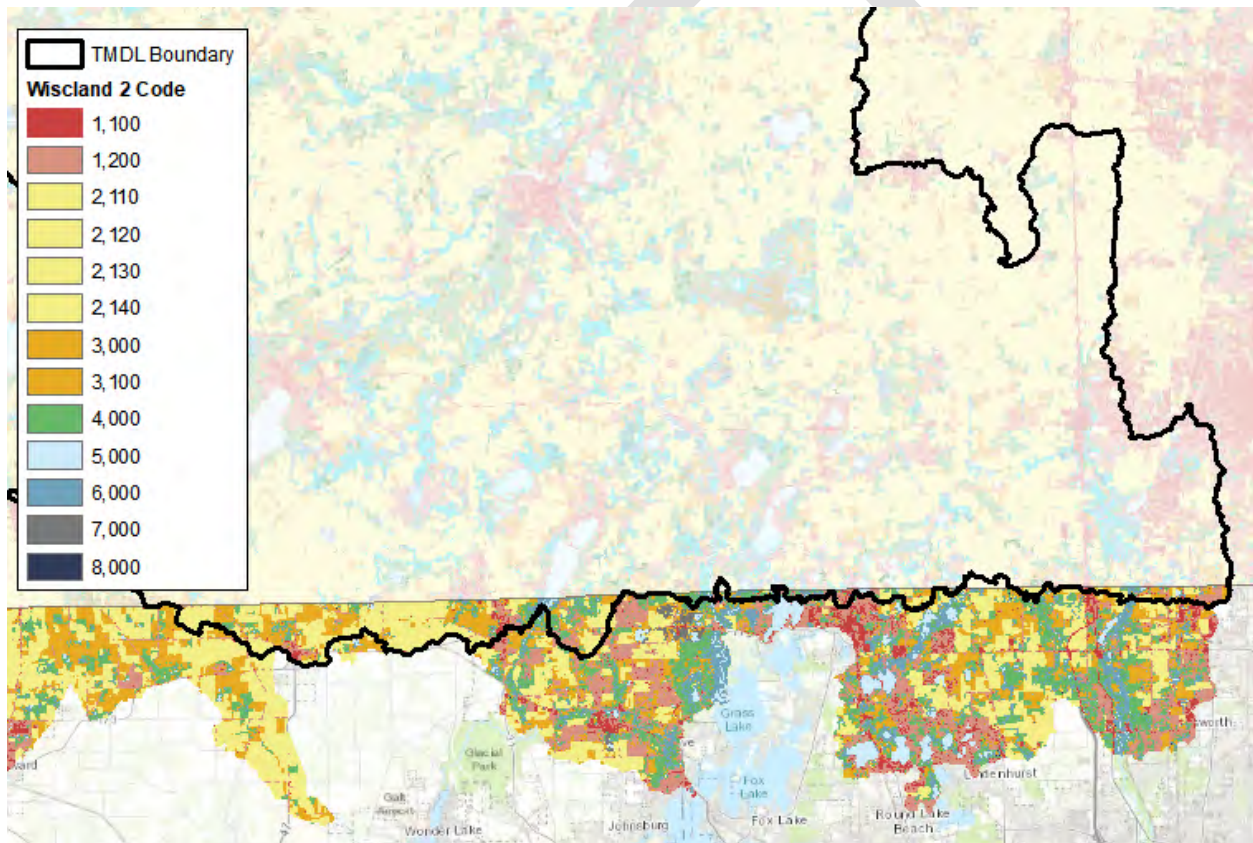 TMDL Boundary
Wiscland 2 Code
1,100
1,200
2,110
2,120
2,130
2,140
3,000
3,100
4,000
5,000
6,000
7,000
8,000
Grass
Lake
Glacial
Park
Fox
Lake
Airport
Wonder Lake
Johnsburg
Fox Lake
Round Lake
Beach